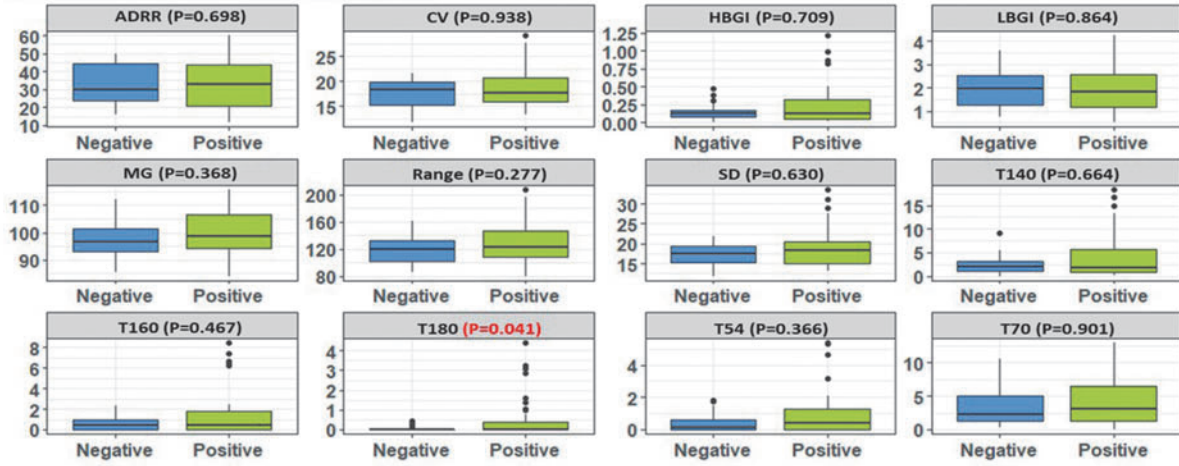 ADRR (P=0.698)
60
50
40
30
20
10
Negative Positive
CV (P=0.938)
25
20
15
Negative Positive
HBGI (P=0.709)
1.25
1.00
0.75
0.50
0.25
0.00
Negative Positive
LBGI (P=0.864)
4
3
2
1
Negative Positive
MG (P=0.368)
110
100
90
Negative Positive
Range (P=0.277)
200
160
120
80
Negative Positive
SD (P=0.630)
30
25
20
15
Negative Positive
T140 (P=0.664)
15
10
5
0
Negative Positive
T160 (P=0.467)
8
6
4
2
0
Negative Positive
T180 (P=0.041)
4
3
2
1
0
Negative Positive
T54 (P=0.366)
4
2
0
Negative Positive
T70 (P=0.901)
10
5
0
Negative Positive